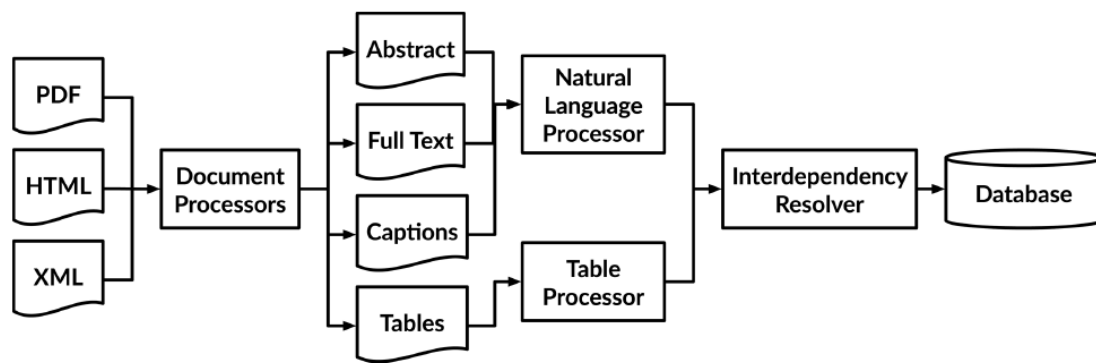 PDF
HTML
XML
Document
Processors
Abstract
Full Text
Captions
Tables
Natural
Language
Processor
Table
Processor
Interdependency
Resolver
Database